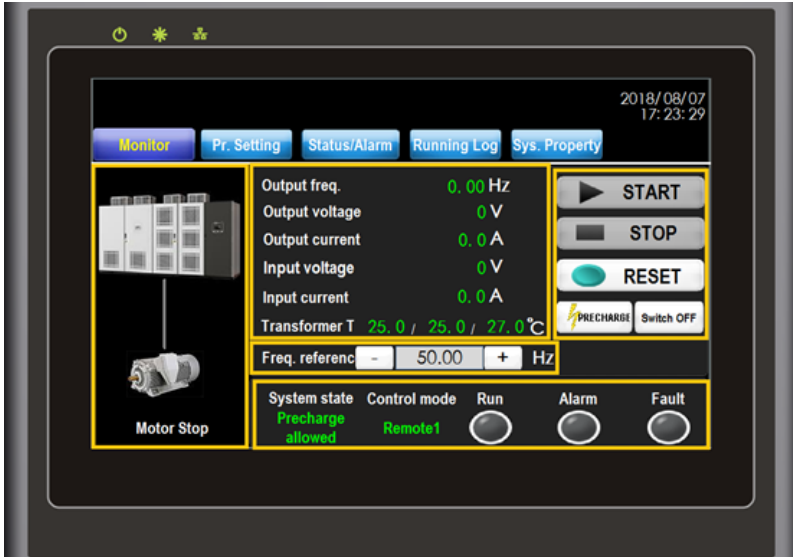 2018/08/07
17:23:29
Monitor Pr. Setting Status/Alarm Running Log Sys. Property
Output freq. 0.00 Hz
Output voltage 0 V
Output current 0.0 A
Input voltage 0 V
Input current 0.0 A
Transformer T 25.0 / 25.0 / 27.0 ℃
Freq. referenc - 50.00 + Hz
START
STOP
RESET
PRECHARGE Switch OFF
Motor Stop
System state Control mode Run Alarm Fault
Precharge
allowed
Remote1